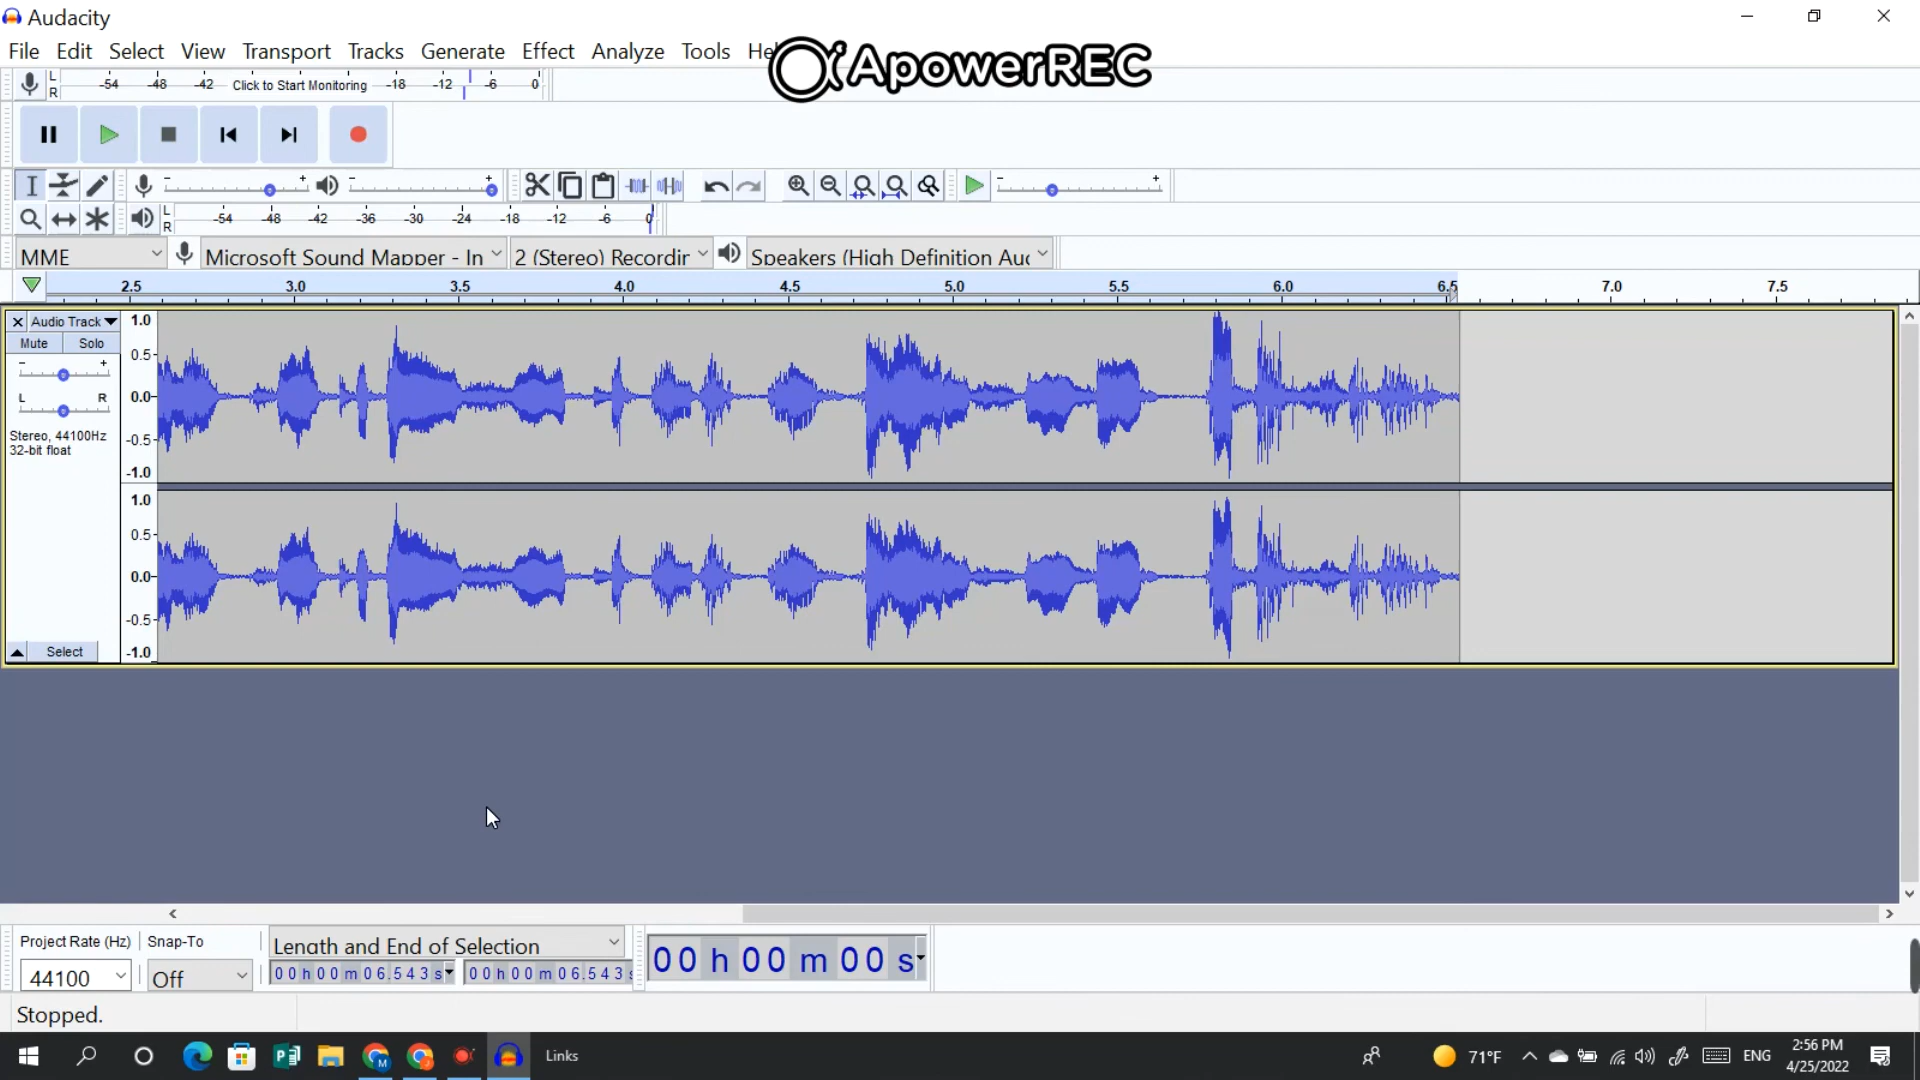 Audacity
File Edit Select View Transport Tracks Generate Effect Analyze Tools
ApowerREC
L
R
-54 -48 -42 Click to Start Monitoring -18 -12 -6 0
- + - + - +
L
R
-54 -48 -42 -36 -30 -24 -18 -12 -6 0
MME Microsoft Sound Mapper - In 2 (Stereo) Recordin Speakers (High Definition Auc
2.5 3.0 3.5 4.0 4.5 5.0 5.5 6.0 6.5 7.0 7.5
Audio Track
Mute Solo
- +
L R
Stereo, 44100Hz
32-bit float
Select
1.0
0.5-
0.0-
-0.5-
-1.0
1.0
0.5-
0.0-
-0.5-
-1.0
Project Rate (Hz) Snap-To Length and End of Selection
44100 Off 00h00m06.543s 00h00m06.543s 00 h 00 m 00 s
Stopped.
Links 71°F ENG 2:56 PM
4/25/2022